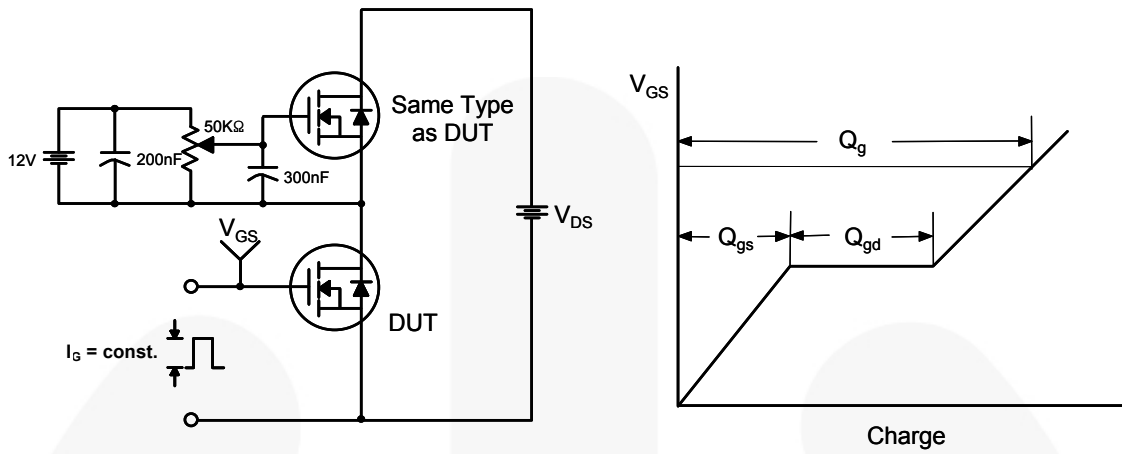 Same Type
as DUT
50KΩ
12V
200nF
300nF
V_GS
V_DS
DUT
I_G = const.
V_GS
Q_g
Q_gs
Q_gd
Charge